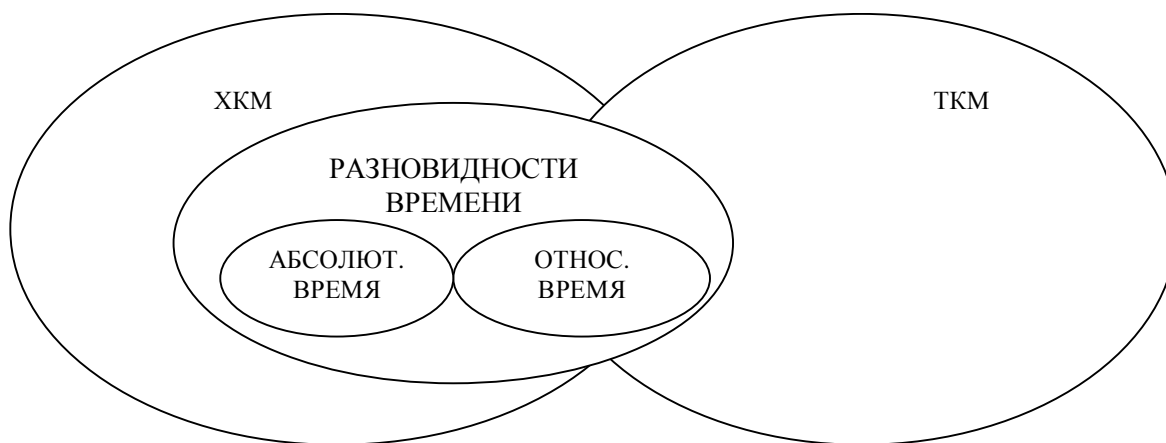 ХКМ
ТКМ
РАЗНОВИДНОСТИ
ВРЕМЕНИ
АБСОЛЮТ.
ВРЕМЯ
ОТНОС.
ВРЕМЯ